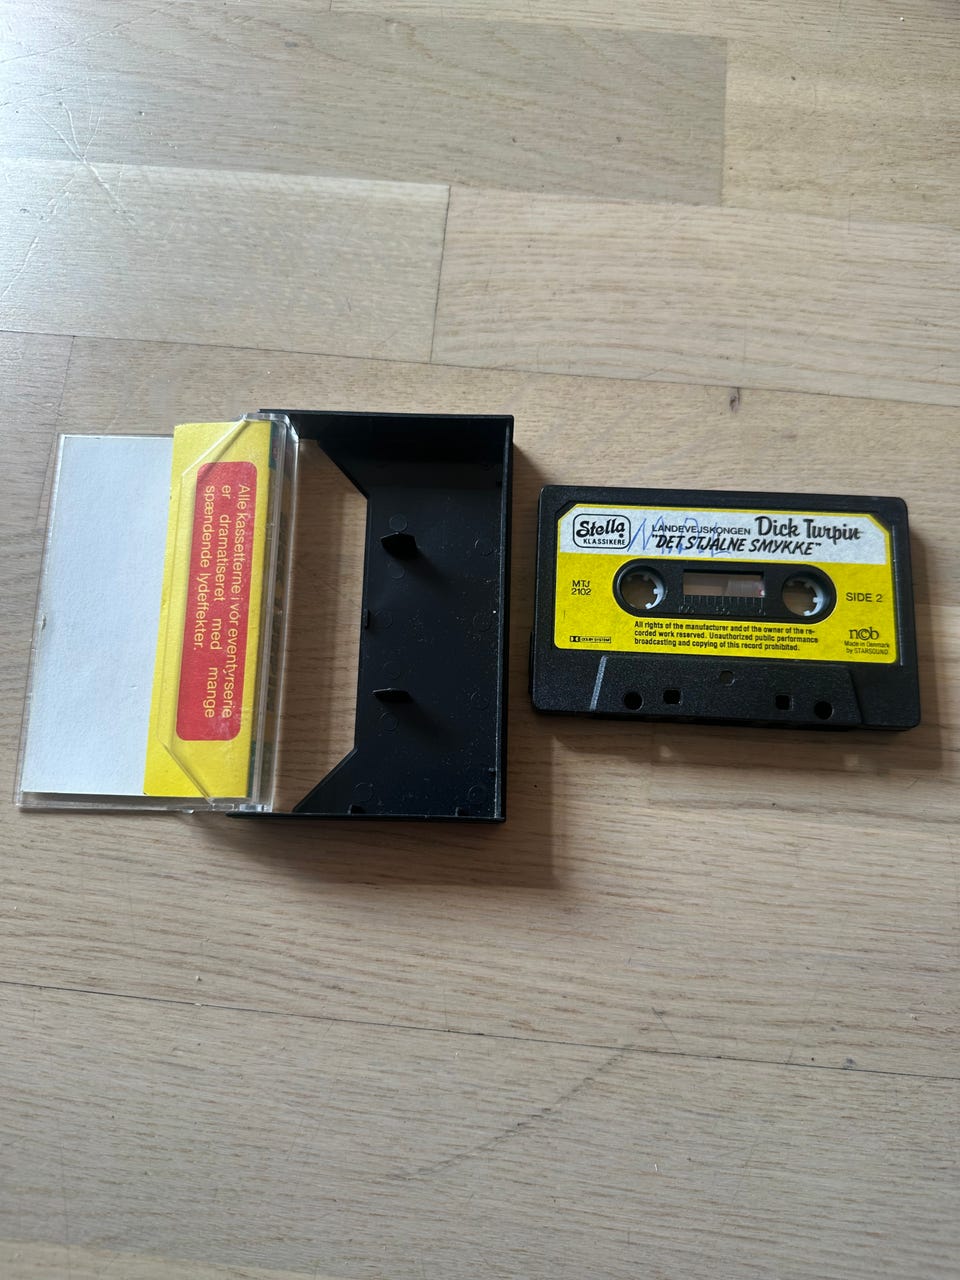 Alle kassetterne i vór eventyrserie
er dramatiseret med mange
spændende lydeffekter.
Stella
KLASSIKERE
LANDEVEJSKONGEN Dick Turpin
"DET STJÅLNE SMYKKE"
MTJ
2102
SIDE 2
DOLBY SYSTEM
All rights of the manufacturer and of the owner of the re-
corded work reserved. Unauthorized public performance
broadcasting and copying of this record prohibited.
ncb
Made in Denmark
by STARSOUND